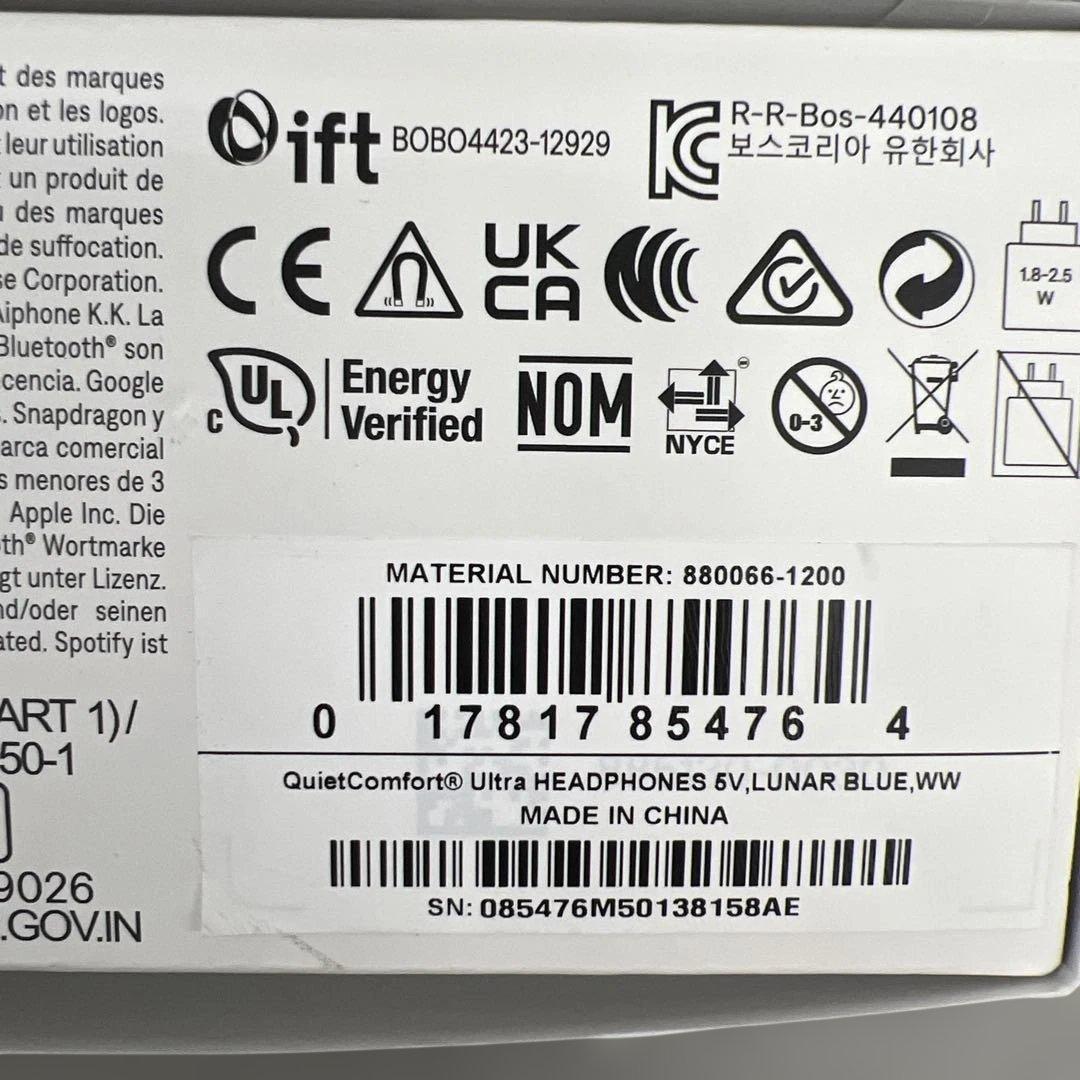 t des marques
on et les logos.
leur utilisation
t un produit de
u des marques
de suffocation.
se Corporation.
Aiphone K.K. La
Bluetooth® son
cencia. Google
s. Snapdragon y
arca comercial
s menores de 3
Apple Inc. Die
oth® Wortmarke
gt unter Lizenz.
nd/oder seinen
ated. Spotify ist
ART 1)/
50-1
9026
.GOV.IN
ift BOBO4423-12929
R-R-Bos-440108
보스코리아 유한회사
CE
UK
CA
1.8-2.5
W
C UL Energy
Verified
NOM
NYCE
0-3
MATERIAL NUMBER: 880066-1200
0 17817 85476 4
QuietComfort® Ultra HEADPHONES 5V,LUNAR BLUE,WW
MADE IN CHINA
SN: 085476M50138158AE